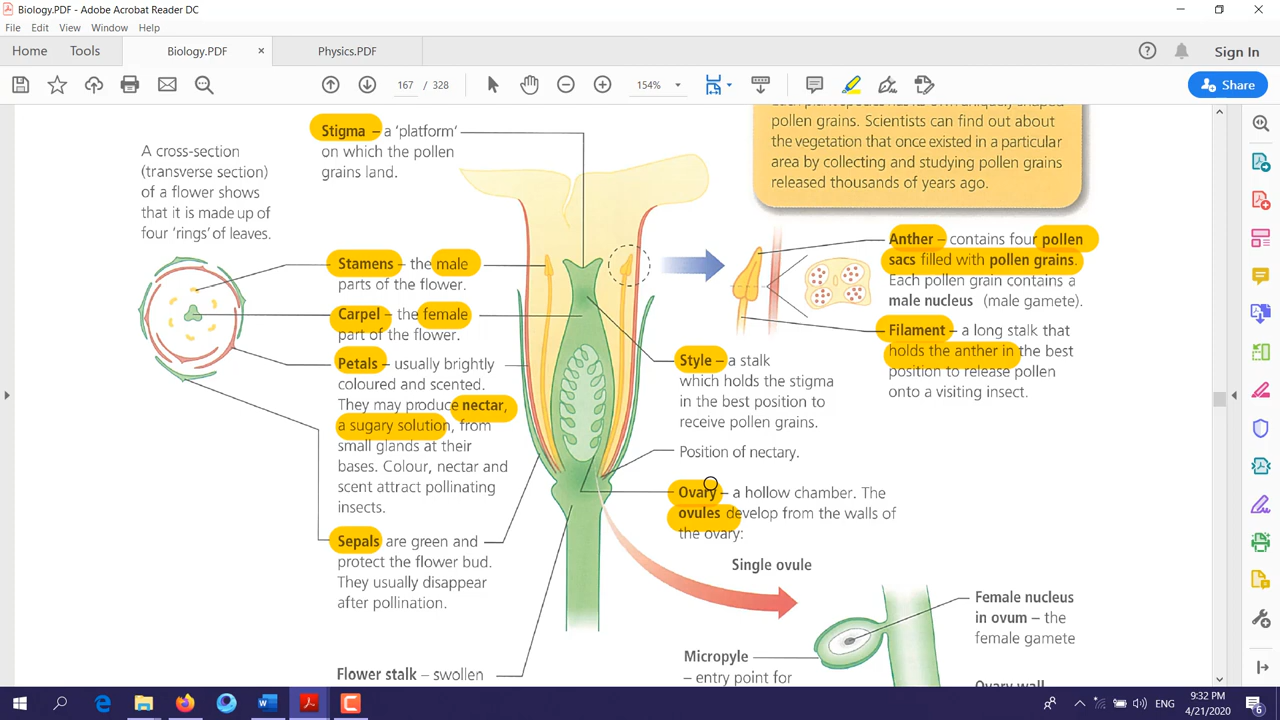 Biology.PDF - Adobe Acrobat Reader DC
File Edit View Window Help
Home Tools Biology.PDF × Physics.PDF Sign In
167 / 328 154% Share
Each plant species has its own uniquely shaped
pollen grains. Scientists can find out about
the vegetation that once existed in a particular
area by collecting and studying pollen grains
released thousands of years ago.
A cross-section
(transverse section)
of a flower shows
that it is made up of
four 'rings' of leaves.
Stigma – a 'platform'
on which the pollen
grains land.
Stamens – the male
parts of the flower.
Carpel – the female
part of the flower.
Petals – usually brightly
coloured and scented.
They may produce nectar,
a sugary solution, from
small glands at their
bases. Colour, nectar and
scent attract pollinating
insects.
Sepals are green and
protect the flower bud.
They usually disappear
after pollination.
Flower stalk – swollen
Anther – contains four pollen
sacs filled with pollen grains.
Each pollen grain contains a
male nucleus (male gamete).
Filament – a long stalk that
holds the anther in the best
position to release pollen
onto a visiting insect.
Style – a stalk
which holds the stigma
in the best position to
receive pollen grains.
Position of nectary.
Ovary – a hollow chamber. The
ovules develop from the walls of
the ovary:
Single ovule
Female nucleus
in ovum – the
female gamete
Micropyle
– entry point for
Ovary wall
9:32 PM
4/21/2020
6